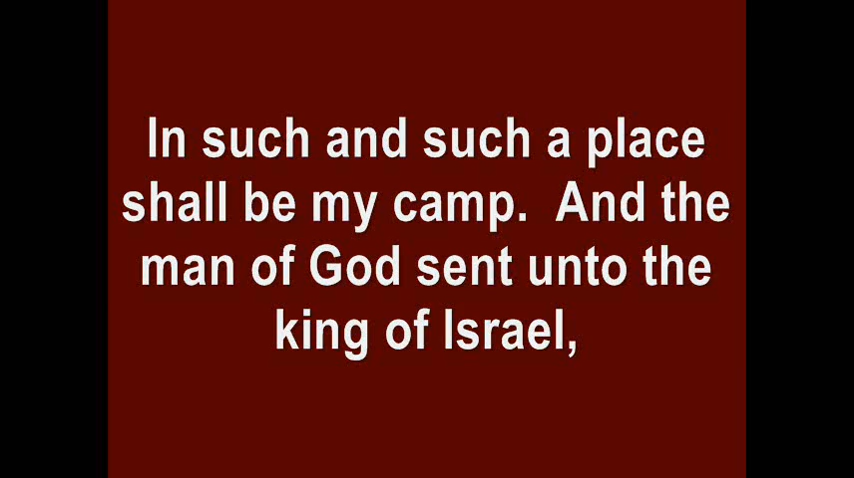 In such and such a place
shall be my camp.  And the
man of God sent unto the
king of Israel,